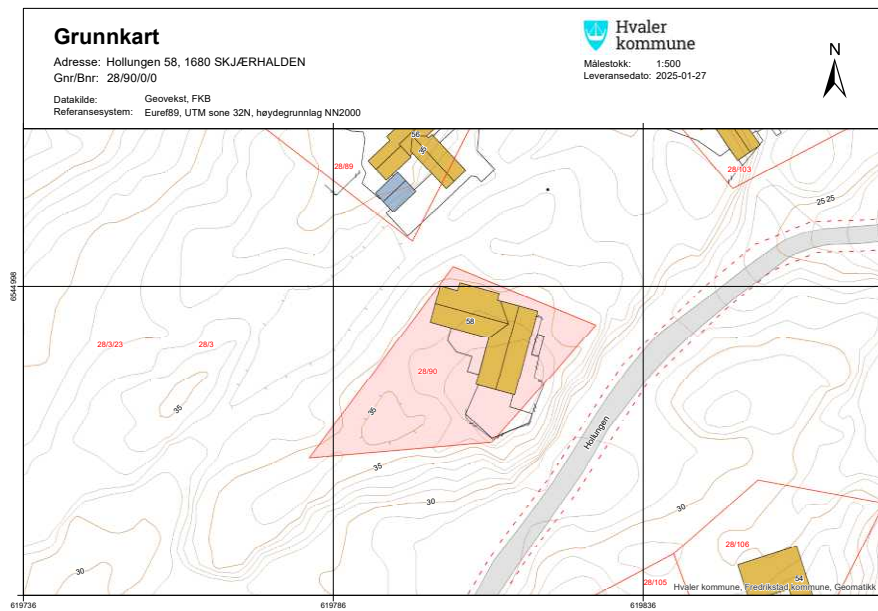 Grunnkart
Adresse: Hollungen 58, 1680 SKJÆRHALDEN
Gnr/Bnr: 28/90/0/0
Datakilde: Geovekst, FKB
Referansesystem: Euref89, UTM sone 32N, høydegrunnlag NN2000
Hvaler
kommune
Målestokk: 1:500
Leveransedato: 2025-01-27
N
56
28/89
28/103
25 25
6544998
58
28/3/23
28/3
28/90
35
35
35
Hollungen
30
30
30
28/106
28/105
54
Hvaler kommune, Fredrikstad kommune, Geomatikk
619736
619786
619836